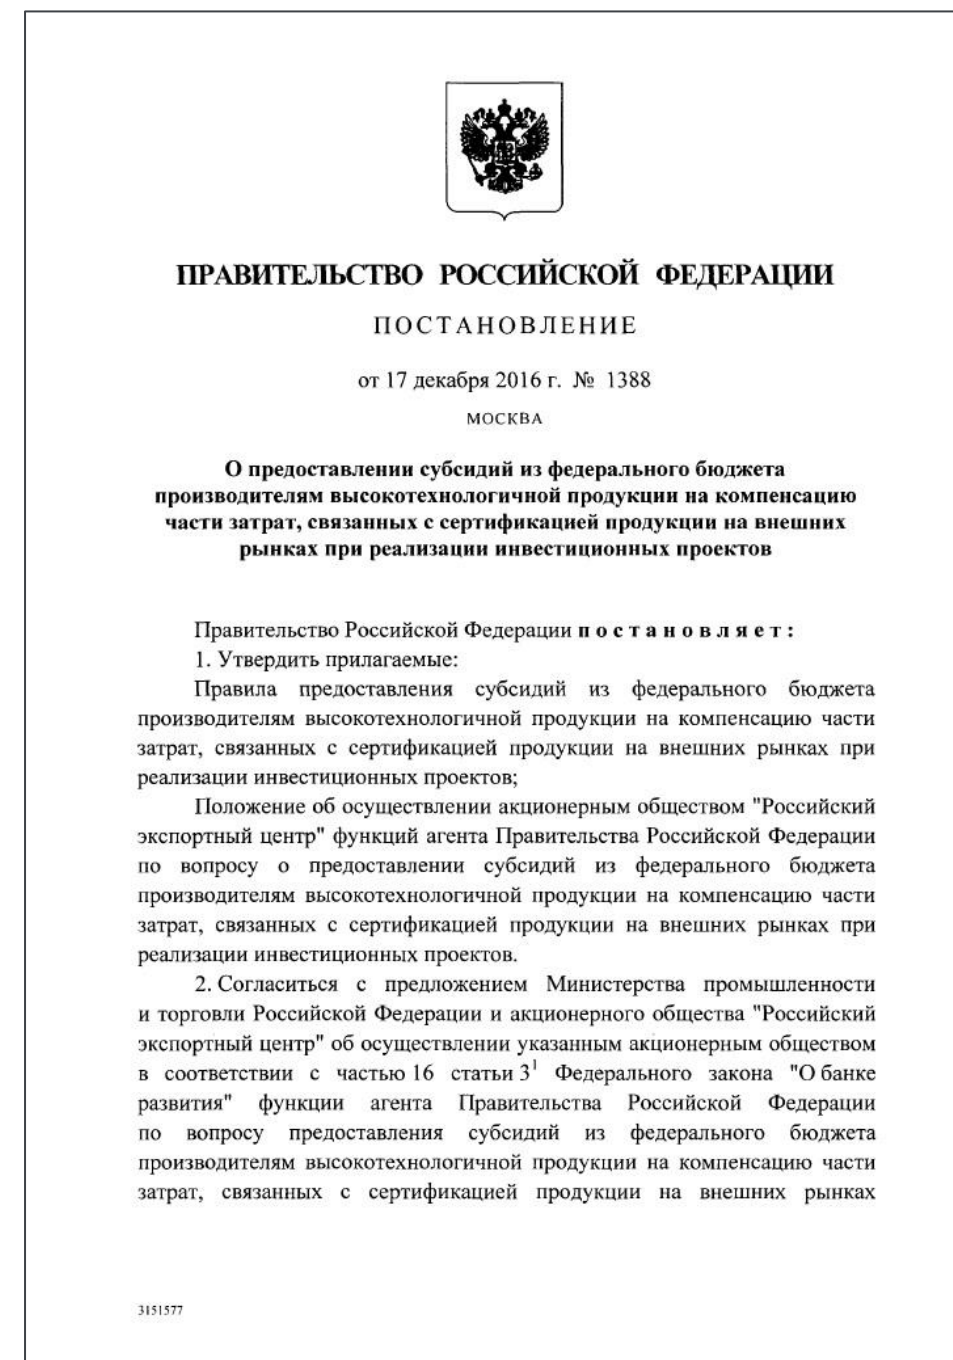 ПРАВИТЕЛЬСТВО РОССИЙСКОЙ ФЕДЕРАЦИИ
ПОСТАНОВЛЕНИЕ
от 17 декабря 2016 г. № 1388
МОСКВА
О предоставлении субсидий из федерального бюджета
производителям высокотехнологичной продукции на компенсацию
части затрат, связанных с сертификацией продукции на внешних
рынках при реализации инвестиционных проектов
Правительство Российской Федерации п о с т а н о в л я е т :
1. Утвердить прилагаемые:
Правила предоставления субсидий из федерального бюджета
производителям высокотехнологичной продукции на компенсацию части
затрат, связанных с сертификацией продукции на внешних рынках при
реализации инвестиционных проектов;
Положение об осуществлении акционерным обществом "Российский
экспортный центр" функций агента Правительства Российской Федерации
по вопросу о предоставлении субсидий из федерального бюджета
производителям высокотехнологичной продукции на компенсацию части
затрат, связанных с сертификацией продукции на внешних рынках при
реализации инвестиционных проектов.
2. Согласиться с предложением Министерства промышленности
и торговли Российской Федерации и акционерного общества "Российский
экспортный центр" об осуществлении указанным акционерным обществом
в соответствии с частью 16 статьи 3¹ Федерального закона "О банке
развития" функции агента Правительства Российской Федерации
по вопросу предоставления субсидий из федерального бюджета
производителям высокотехнологичной продукции на компенсацию части
затрат, связанных с сертификацией продукции на внешних рынках
3151577